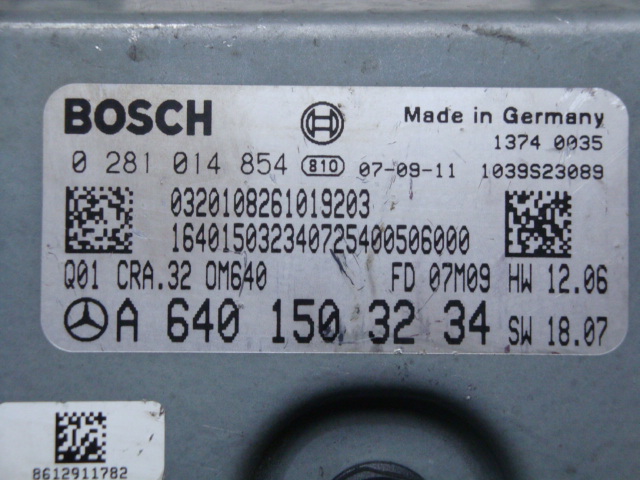 BOSCH
Made in Germany
1374 0035
0 281 014 854 810 07-09-11 1039S23089
0320108261019203
16401503234072540050​6000
Q01 CRA.32 OM640 FD 07M09 HW 12.06
A 640 150 32 34 SW 18.07
8612911782